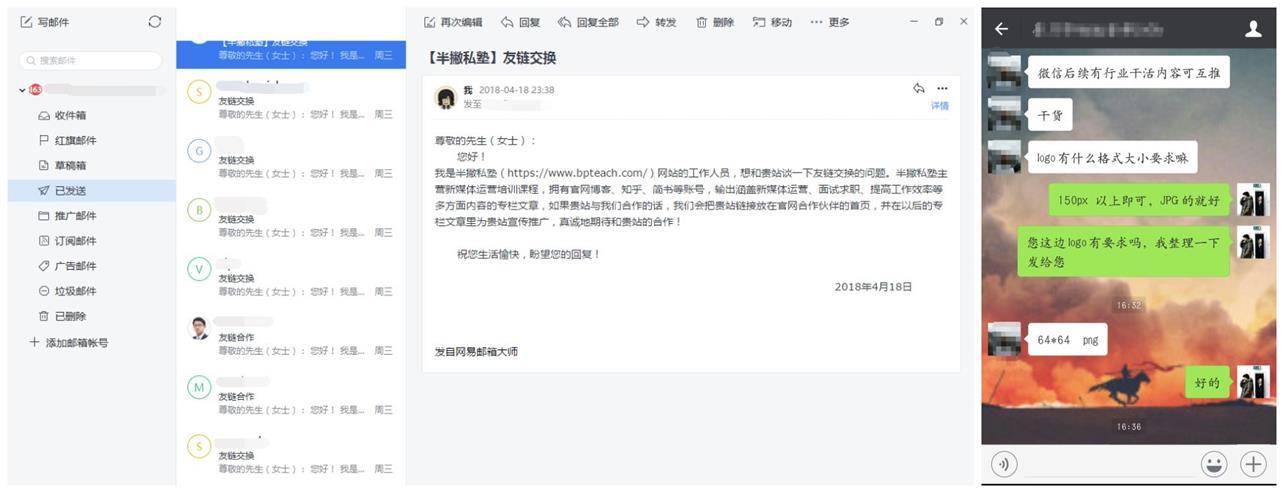 写邮件
搜索邮件
163
收件箱
红旗邮件
草稿箱
已发送
推广邮件
订阅邮件
广告邮件
垃圾邮件
已删除
添加邮箱帐号
【半撇私塾】友链交换
尊敬的先生（女士）：您好！我是... 周三
S
友链交换
尊敬的先生（女士）：您好！我是... 周三
G
友链交换
尊敬的先生（女士）：您好！我是... 周三
B
友链交换
尊敬的先生（女士）：您好！我是... 周三
V
友链交换
尊敬的先生（女士）：您好！我是... 周三
友链合作
尊敬的先生（女士）：您好！我是... 周三
M
友链合作
尊敬的先生（女士）：您好！我是... 周三
S
友链交换
尊敬的先生（女士）：您好！我是... 周三
再次编辑 回复 回复全部 转发 删除 移动 更多
【半撇私塾】友链交换
我 2018-04-18 23:38
发至
详情
尊敬的先生（女士）：
您好！
我是半撇私塾（https://www.bpteach.com/）网站的工作人员，想和贵站谈一下友链交换的问题。半撇私塾主
营新媒体运营培训课程，拥有官网博客、知乎、简书等账号，输出涵盖新媒体运营、面试求职、提高工作效率等
多方面内容的专栏文章，如果贵站与我们合作的话，我们会把贵站链接放在官网合作伙伴的首页，并在以后的专
栏文章里为贵站宣传推广，真诚地期待和贵站的合作！
祝您生活愉快，盼望您的回复！
2018年4月18日
发自网易邮箱大师
微信后续有行业干活内容可互推
干货
logo有什么格式大小要求嘛
150px 以上即可，JPG的就好
您这边logo有要求吗，我整理一下
发给您
16:32
64*64 png
好的
16:36